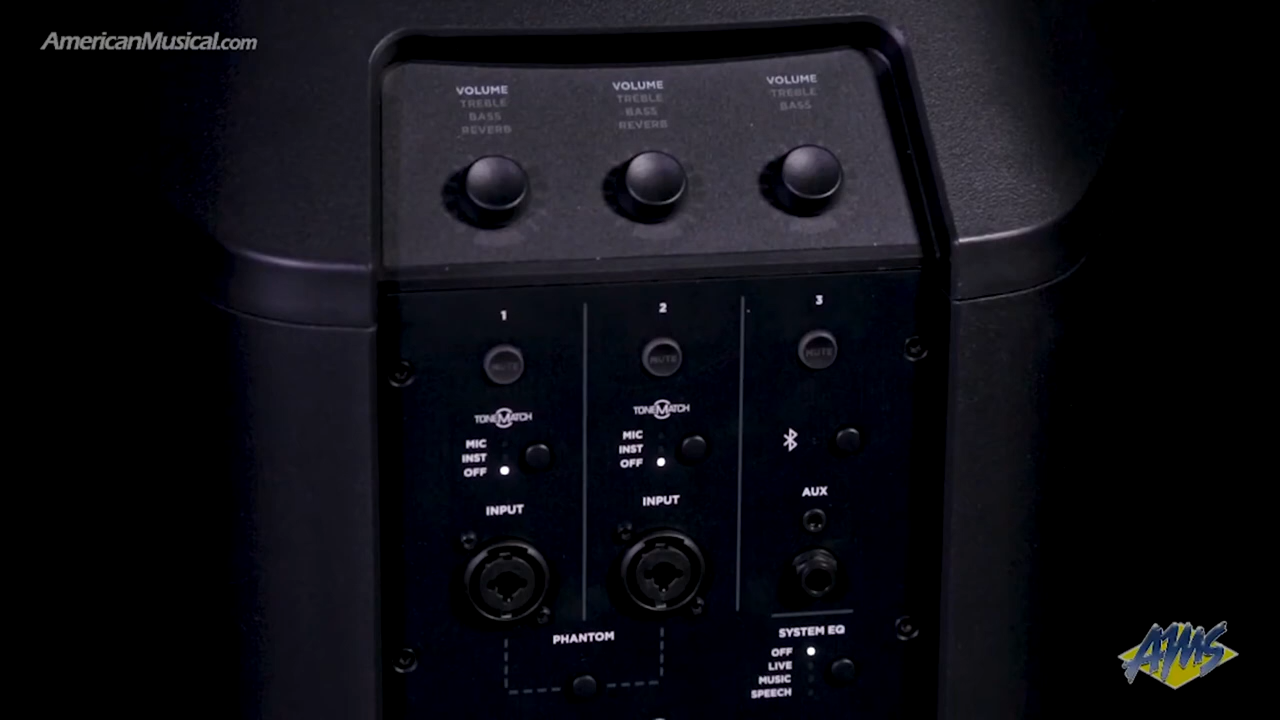 AmericanMusical.com
VOLUME
TREBLE
BASS
REVERB
VOLUME
TREBLE
BASS
REVERB
VOLUME
TREBLE
BASS
1
2
3
MUTE
MUTE
MUTE
TONEMATCH
MIC
INST
OFF
TONEMATCH
MIC
INST
OFF
INPUT
INPUT
AUX
PHANTOM
SYSTEM EQ
OFF
LIVE
MUSIC
SPEECH
AMS